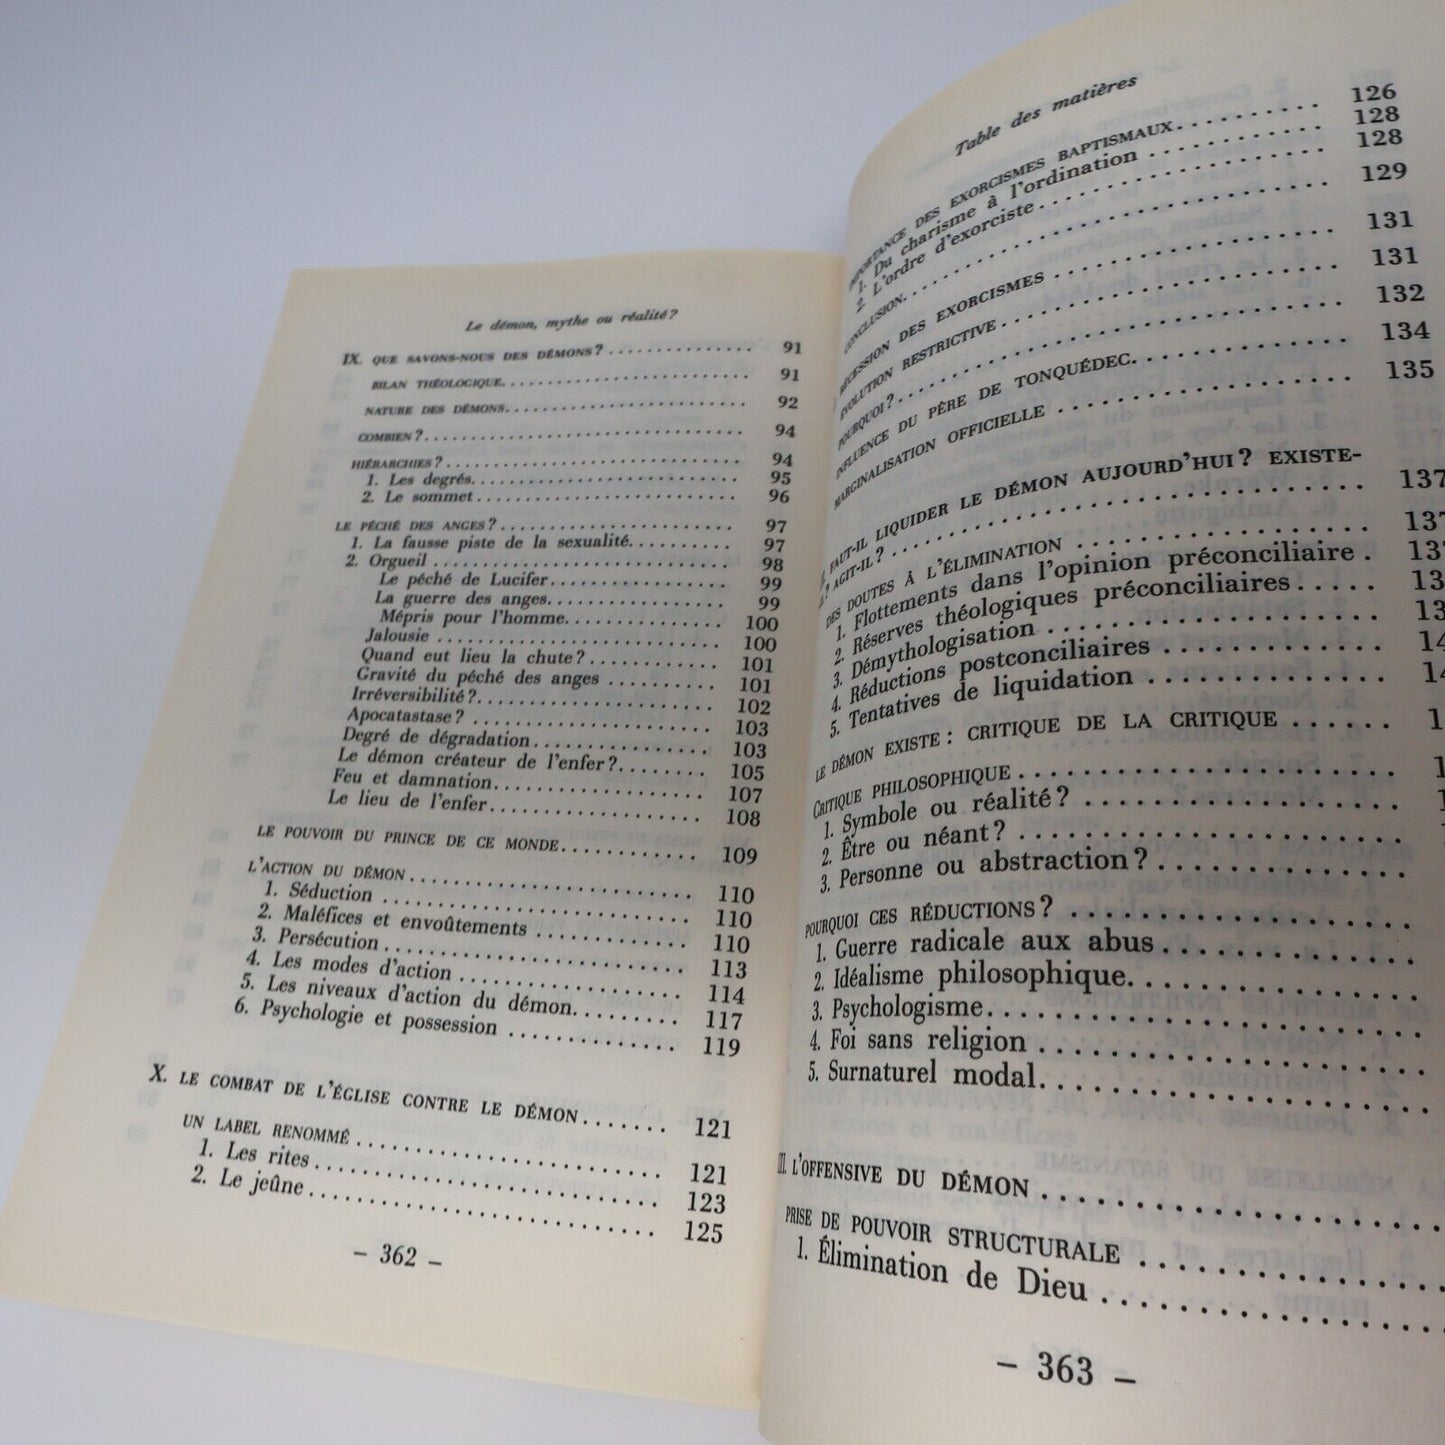 Le démon, mythe ou réalité?
IX. QUE SAVONS-NOUS DES DÉMONS? ............... 91
BILAN THÉOLOGIQUE............................ 91
NATURE DES DÉMONS........................... 92
COMBIEN?.................................... 94
HIÉRARCHIES?................................ 94
1. Les degrés............................... 95
2. Le sommet............................... 96
LE PÉCHÉ DES ANGES?........................ 97
1. La fausse piste de la sexualité.......... 97
2. Orgueil ................................ 98
Le péché de Lucifer.................. 99
La guerre des anges.................. 99
Mépris pour l'homme................ 100
Jalousie .......................... 100
Quand eut lieu la chute?............ 101
Gravité du péché des anges .......... 101
Irréversibilité?...................... 102
Apocatastase? ...................... 103
Degré de dégradation................ 103
Le démon créateur de l'enfer?........ 105
Feu et damnation.................... 107
Le lieu de l'enfer.................... 108
LE POUVOIR DU PRINCE DE CE MONDE............ 109
L'ACTION DU DÉMON.......................... 110
1. Séduction ............................. 110
2. Maléfices et envoûtements .............. 110
3. Persécution ........................... 113
4. Les modes d'action ..................... 114
5. Les niveaux d'action du démon.......... 117
6. Psychologie et possession ............... 119
X. LE COMBAT DE L'ÉGLISE CONTRE LE DÉMON........ 121
UN LABEL RENOMMÉ........................... 121
1. Les rites................................ 123
2. Le jeûne............................... 125
– 362 –
Table des matières
IMPORTANCE DES EXORCISMES BAPTISMAUX.......... 126
1. Du charisme à l'ordination .............. 128
2. L'ordre d'exorciste..................... 128
CONCLUSION................................ 129
RÉCESSION DES EXORCISMES ................... 131
ÉVOLUTION RESTRICTIVE....................... 131
POURQUOI?................................. 132
INFLUENCE DU PÈRE DE TONQUÉDEC.............. 134
MARGINALISATION OFFICIELLE .................. 135
FAUT-IL LIQUIDER LE DÉMON AUJOURD'HUI? EXISTE-
? AGIT-IL? ................................ 137
DES DOUTES À L'ÉLIMINATION ................. 137
1. Flottements dans l'opinion préconciliaire . 13
2. Réserves théologiques préconciliaires..... 13
3. Démythologisation .................... 13
4. Réductions postconciliaires ............. 14
5. Tentatives de liquidation ............... 14
LE DÉMON EXISTE : CRITIQUE DE LA CRITIQUE ...... 1
CRITIQUE PHILOSOPHIQUE ...................... 1
1. Symbole ou réalité? .................... 1
2. Être ou néant? .........................
3. Personne ou abstraction?................
POURQUOI CES RÉDUCTIONS? ...................
1. Guerre radicale aux abus................
2. Idéalisme philosophique.................
3. Psychologisme..........................
4. Foi sans religion .......................
5. Surnaturel modal.......................
II. L'OFFENSIVE DU DÉMON ......................
PRISE DE POUVOIR STRUCTURALE ................
1. Élimination de Dieu ....................
– 363 –